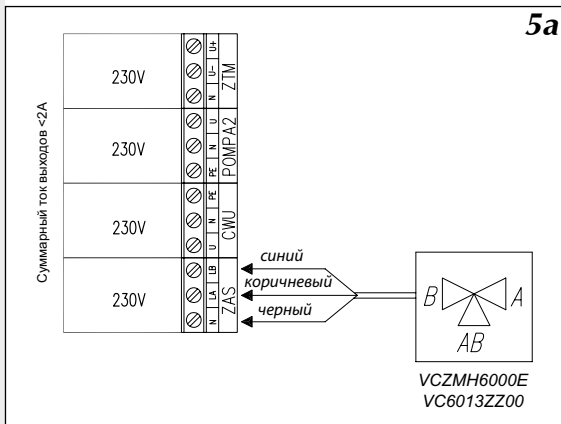 5a
Суммарный ток выходов <2A
230V
U+
U-
N
ZTM
230V
U
N
PE
POMPA2
230V
PE
N
U
CWU
230V
LB
LA
N
ZAS
синий
коричневый
черный
B
A
AB
VCZMH6000E
VC6013ZZ00